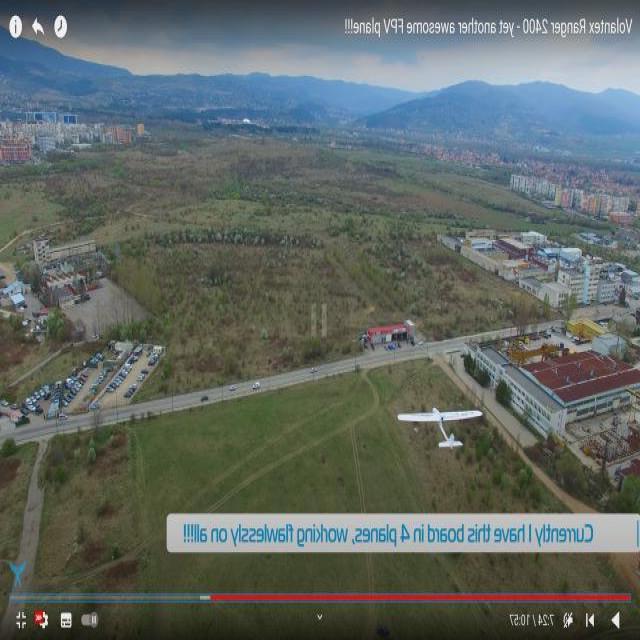 Volantex Ranger 2400 - yet another awesome FPV plane!!!
Currently I have this board in 4 planes, working flawlessly on all!!!
7:24 / 10:57